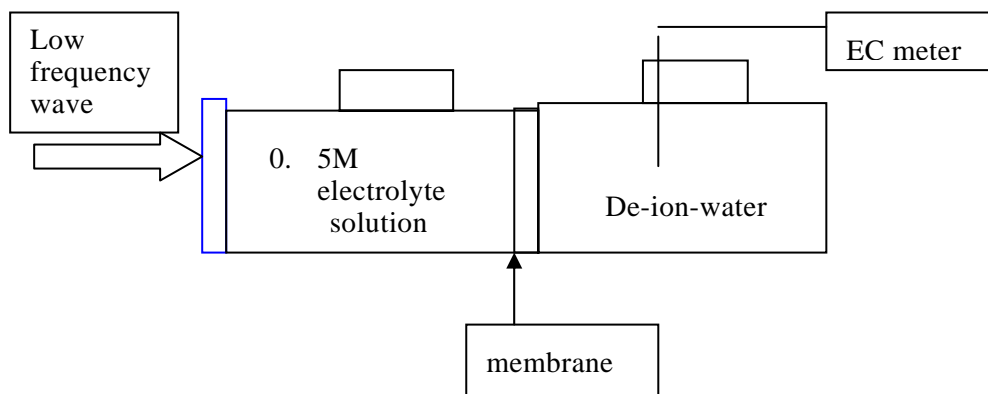 Low
frequency
wave
EC meter
0. 5M
electrolyte
solution
De-ion-water
membrane